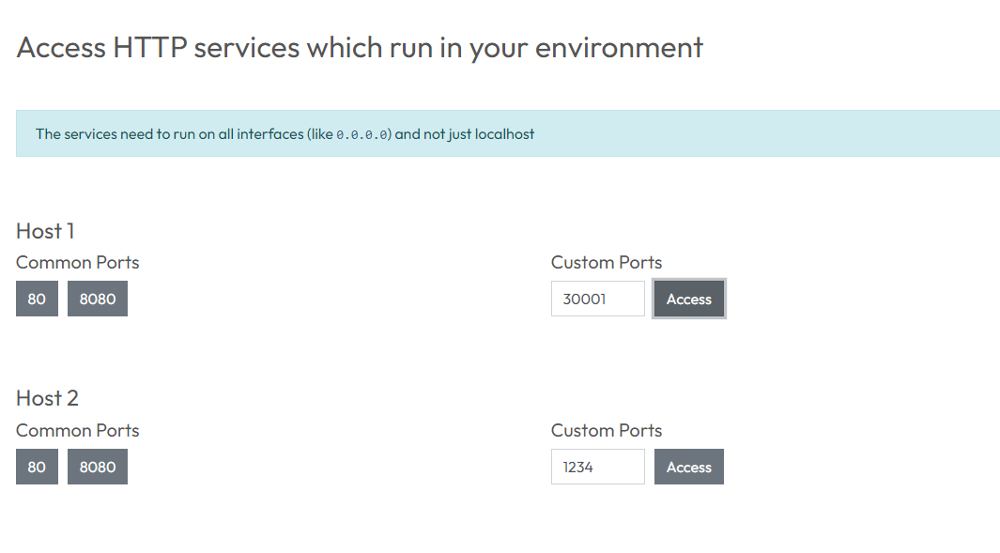 Access HTTP services which run in your environment
The services need to run on all interfaces (like 0.0.0.0) and not just localhost
Host 1
Common Ports
Custom Ports
80 8080
30001 Access
Host 2
Common Ports
Custom Ports
80 8080
1234 Access